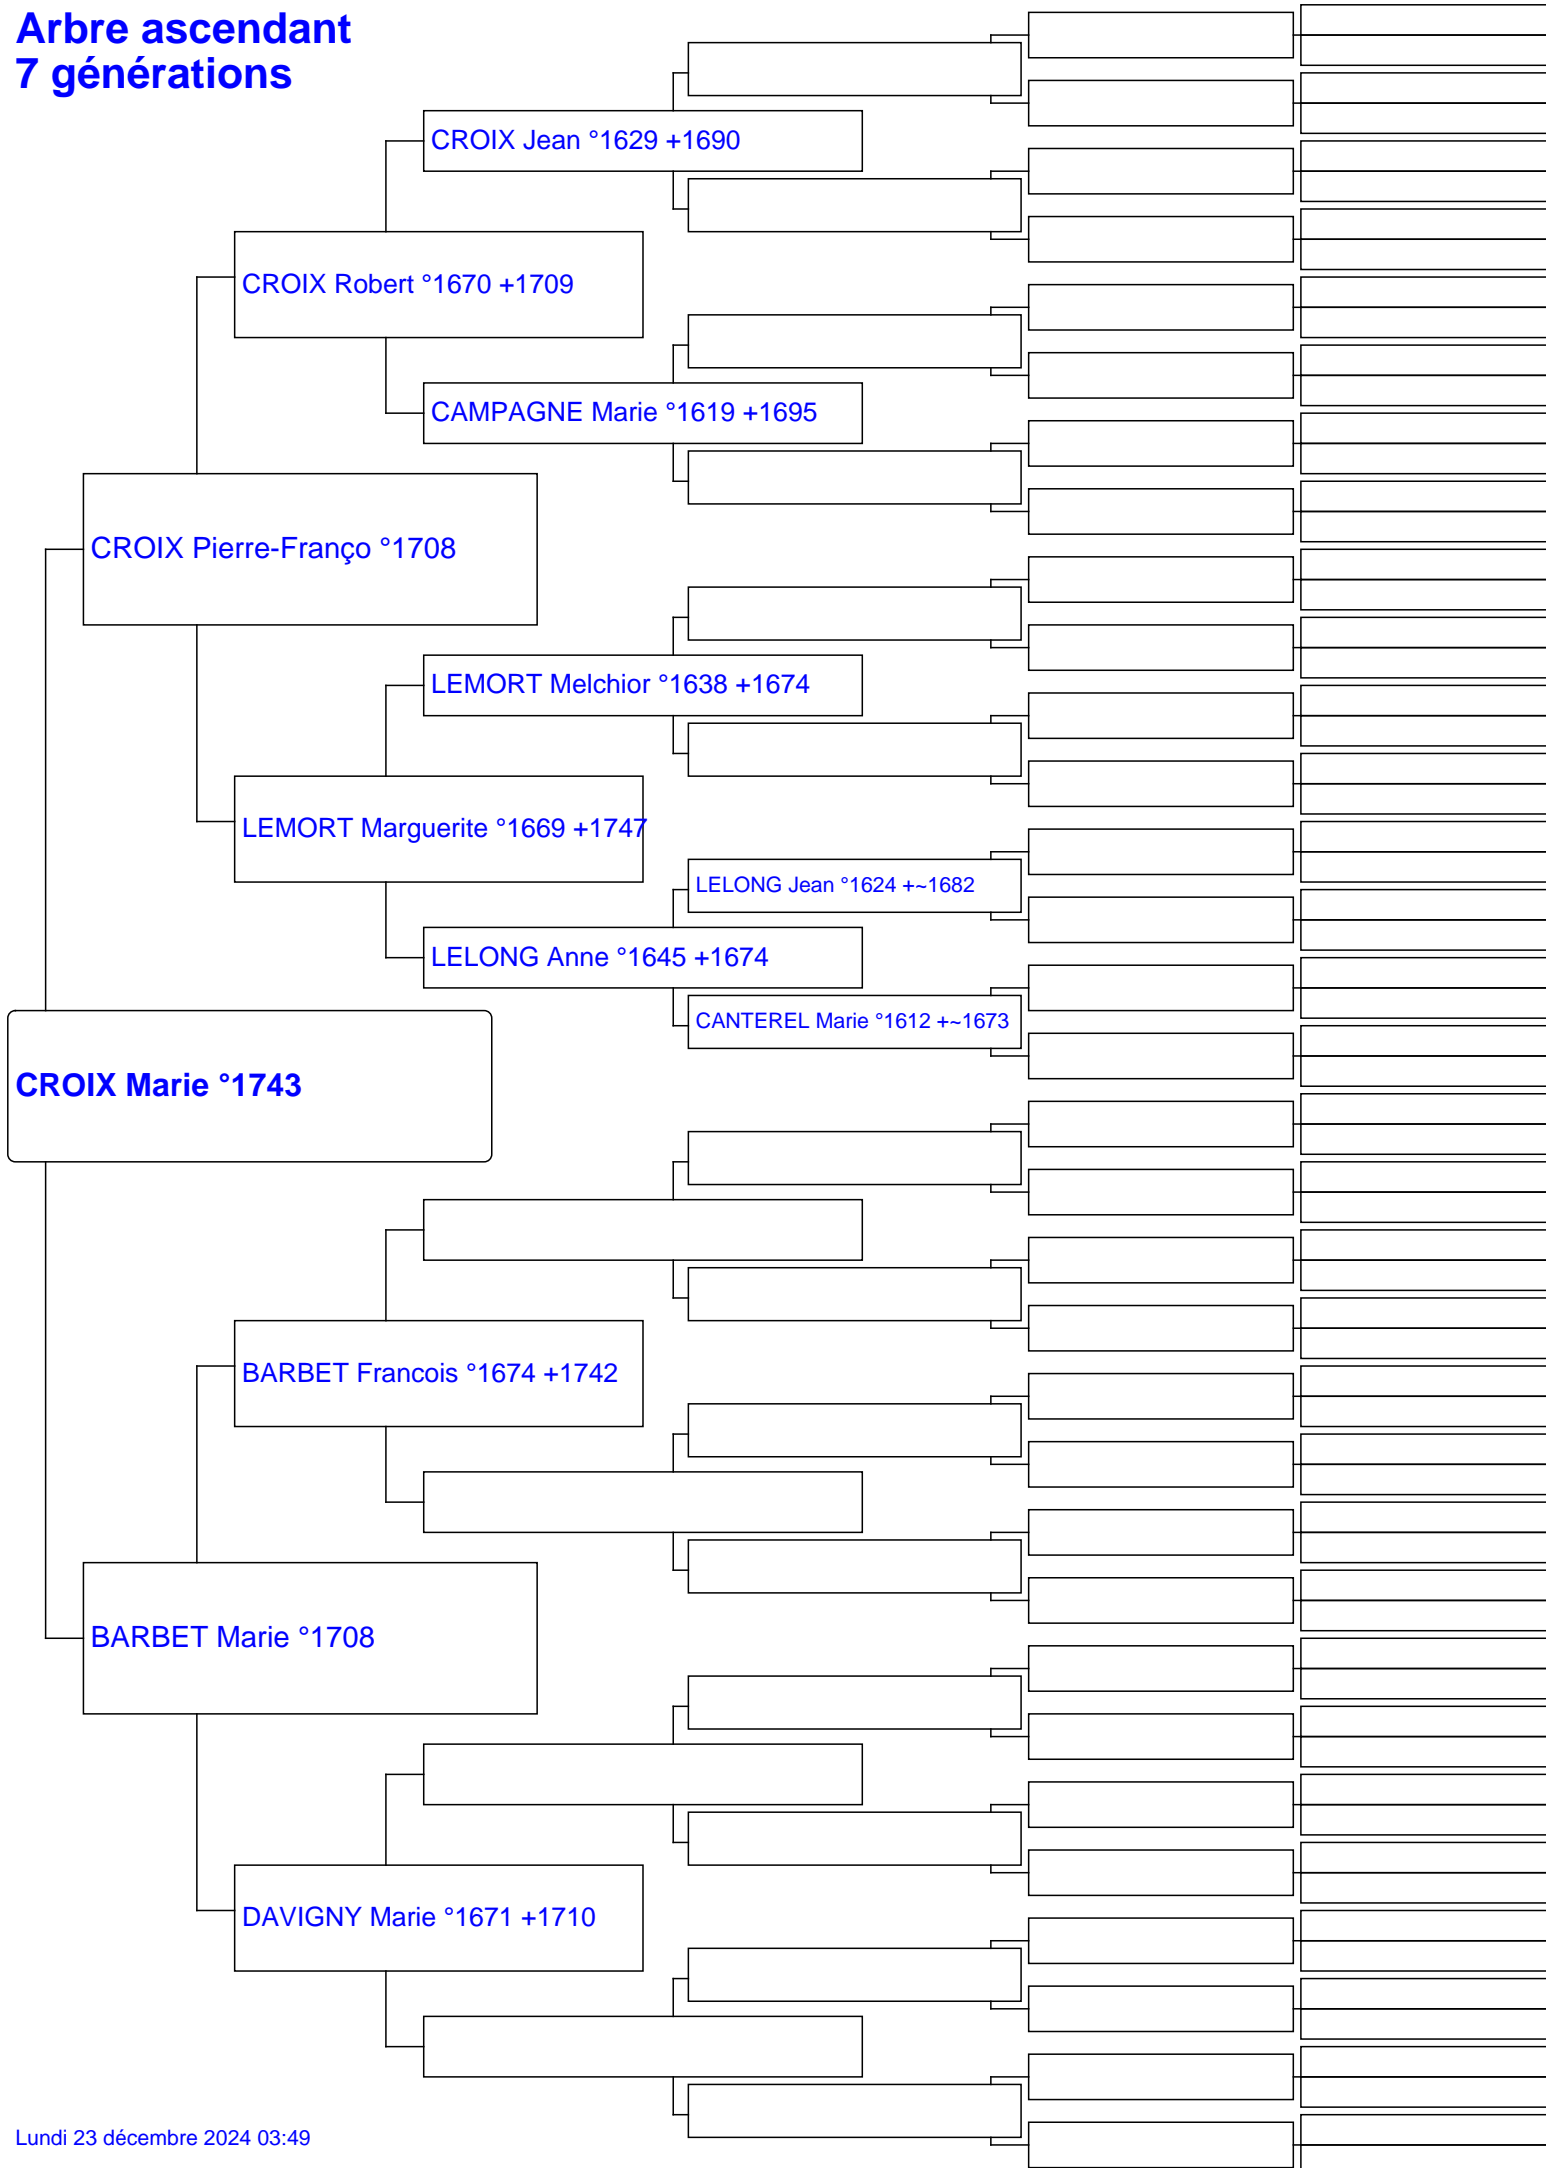 Arbre ascendant
7 générations
CROIX Jean °1629 +1690
CROIX Robert °1670 +1709
CAMPAGNE Marie °1619 +1695
CROIX Pierre-Franço °1708
LEMORT Melchior °1638 +1674
LEMORT Marguerite °1669 +1747
LELONG Jean °1624 +~1682
LELONG Anne °1645 +1674
CANTEREL Marie °1612 +~1673
CROIX Marie °1743
BARBET Francois °1674 +1742
BARBET Marie °1708
DAVIGNY Marie °1671 +1710
Lundi 23 décembre 2024 03:49